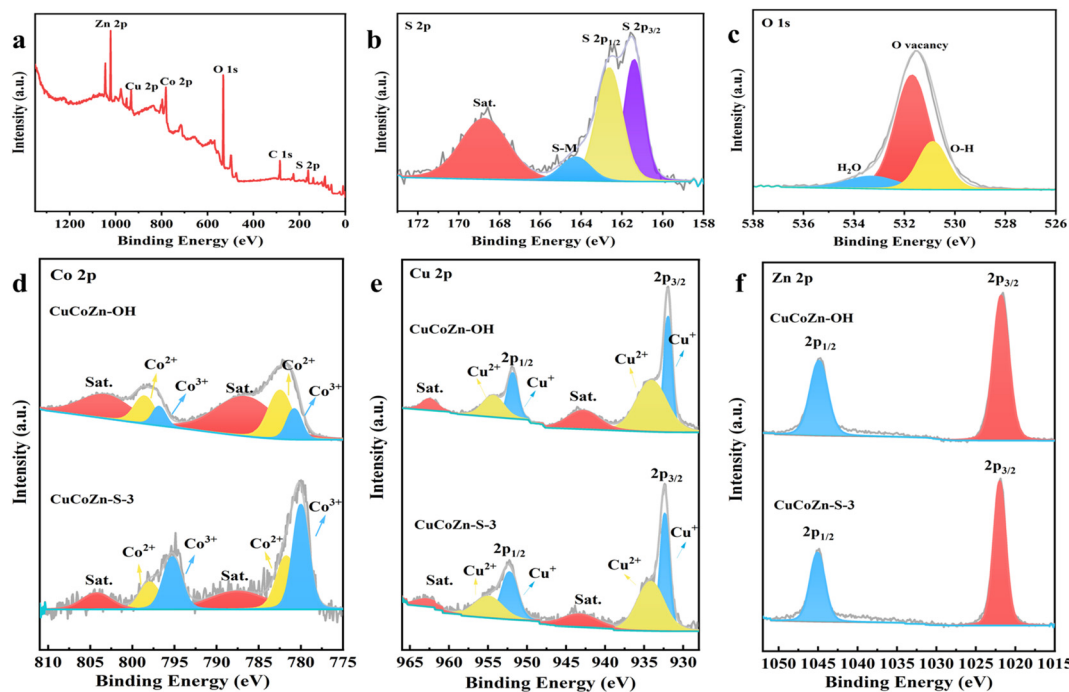 a
Zn 2p
Cu 2p
Co 2p
O 1s
C 1s
S 2p
Intensity (a.u.)
1200 1000 800 600 400 200 0
Binding Energy (eV)
b
S 2p
S 2p1/2
S 2p3/2
Sat.
S-M
Intensity (a.u.)
170 168 166 164 162 160 158
Binding Energy (eV)
c
O 1s
O vacancy
O-H
H2O
Intensity (a.u.)
538 536 534 532 530 528 526
Binding Energy (eV)
d
Co 2p
CuCoZn-OH
Sat.
Co2+
Co3+
Sat.
Co2+
Co3+
CuCoZn-S-3
Sat.
Co2+
Co3+
Sat.
Co2+
Co3+
Intensity (a.u.)
810 805 800 795 790 785 780 775
Binding Energy (eV)
e
Cu 2p
CuCoZn-OH
Sat.
Cu2+
2p1/2
Cu+
Sat.
Cu2+
2p3/2
Cu+
CuCoZn-S-3
Sat.
Cu2+
2p1/2
Cu+
Sat.
Cu2+
2p3/2
Cu+
Intensity (a.u.)
965 960 955 950 945 940 935 930
Binding Energy (eV)
f
Zn 2p
CuCoZn-OH
2p1/2
2p3/2
CuCoZn-S-3
2p1/2
2p3/2
Intensity (a.u.)
1050 1045 1040 1035 1030 1025 1020 1015
Binding Energy (eV)